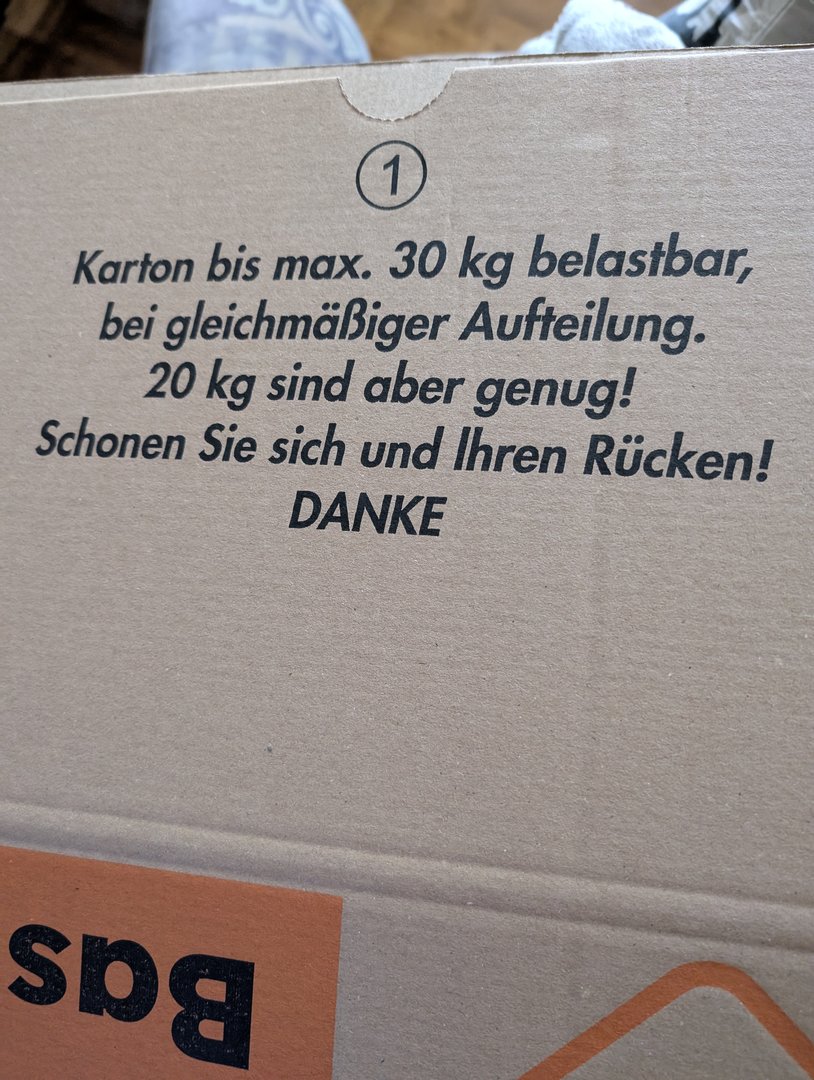 1
Karton bis max. 30 kg belastbar,
bei gleichmäßiger Aufteilung.
20 kg sind aber genug!
Schonen Sie sich und Ihren Rücken!
DANKE
Bas